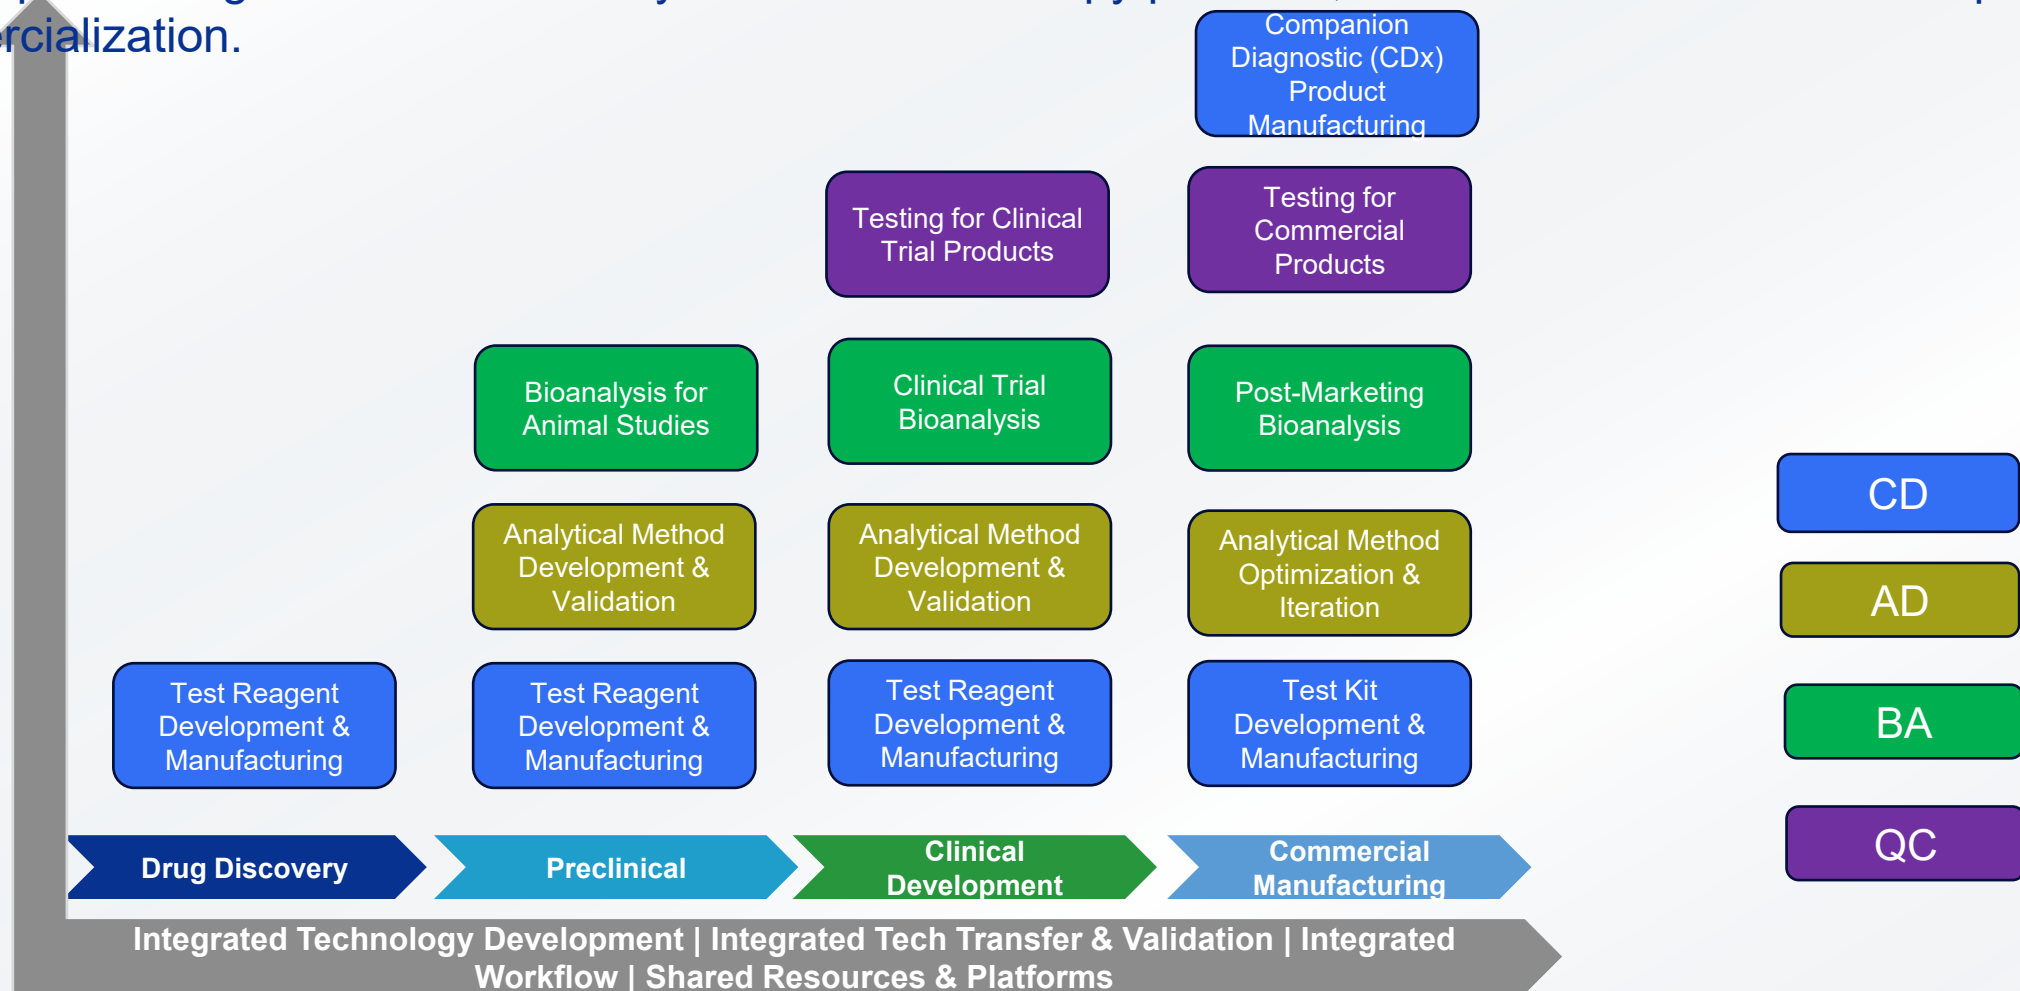 rcialization.
Companion
Diagnostic (CDx)
Product
Manufacturing
Testing for Clinical
Trial Products
Testing for
Commercial
Products
Bioanalysis for
Animal Studies
Clinical Trial
Bioanalysis
Post-Marketing
Bioanalysis
Analytical Method
Development &
Validation
Analytical Method
Development &
Validation
Analytical Method
Optimization &
Iteration
Test Reagent
Development &
Manufacturing
Test Reagent
Development &
Manufacturing
Test Reagent
Development &
Manufacturing
Test Kit
Development &
Manufacturing
CD
AD
BA
QC
Drug Discovery
Preclinical
Clinical
Development
Commercial
Manufacturing
Integrated Technology Development | Integrated Tech Transfer & Validation | Integrated
Workflow | Shared Resources & Platforms